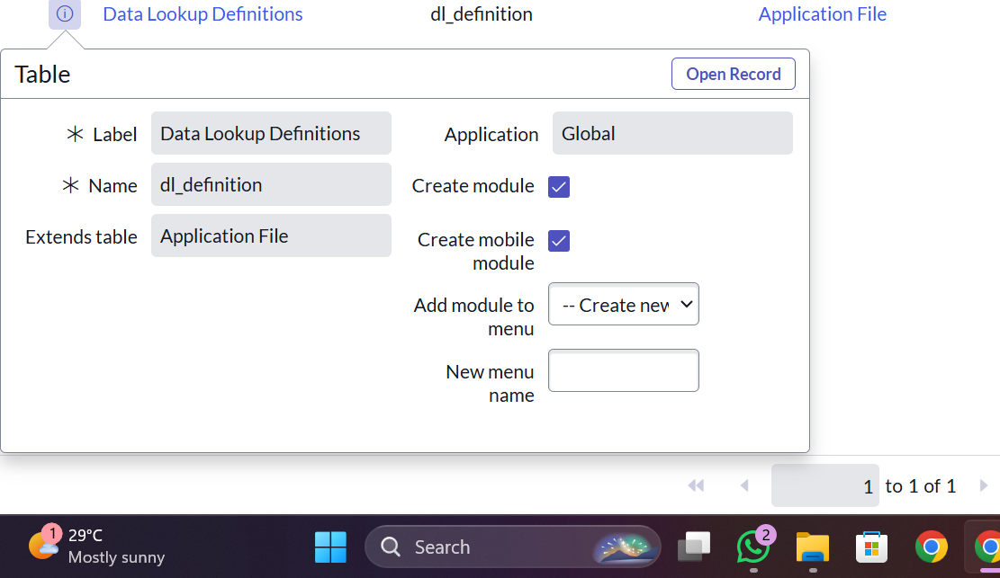 Data Lookup Definitions dl_definition Application File
Table Open Record
* Label Data Lookup Definitions Application Global
* Name dl_definition Create module
Extends table Application File Create mobile
module
Add module to -- Create new
menu
New menu
name
1 to 1 of 1
1 29°C
Mostly sunny
Search
2